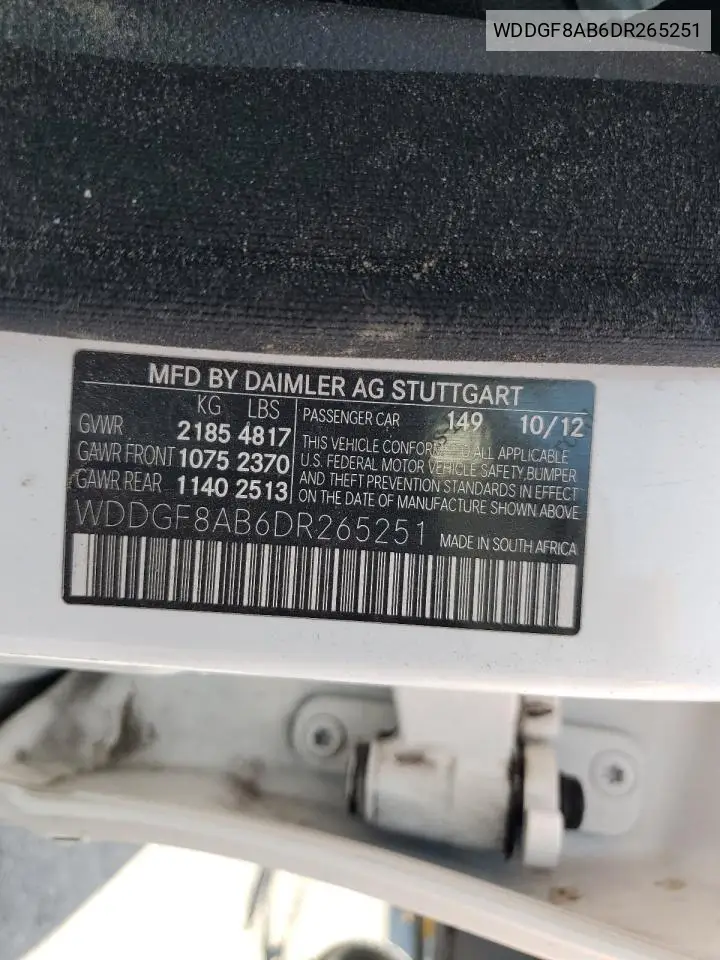 WDDGF8AB6DR265251
MFD BY DAIMLER AG STUTTGART
KG LBS
GVWR 2185 4817
GAWR FRONT 1075 2370
GAWR REAR 1140 2513
PASSENGER CAR 149 10/12
THIS VEHICLE CONFORMS TO ALL APPLICABLE
U.S. FEDERAL MOTOR VEHICLE SAFETY, BUMPER
AND THEFT PREVENTION STANDARDS IN EFFECT
ON THE DATE OF MANUFACTURE SHOWN ABOVE.
WDDGF8AB6DR265251
MADE IN SOUTH AFRICA